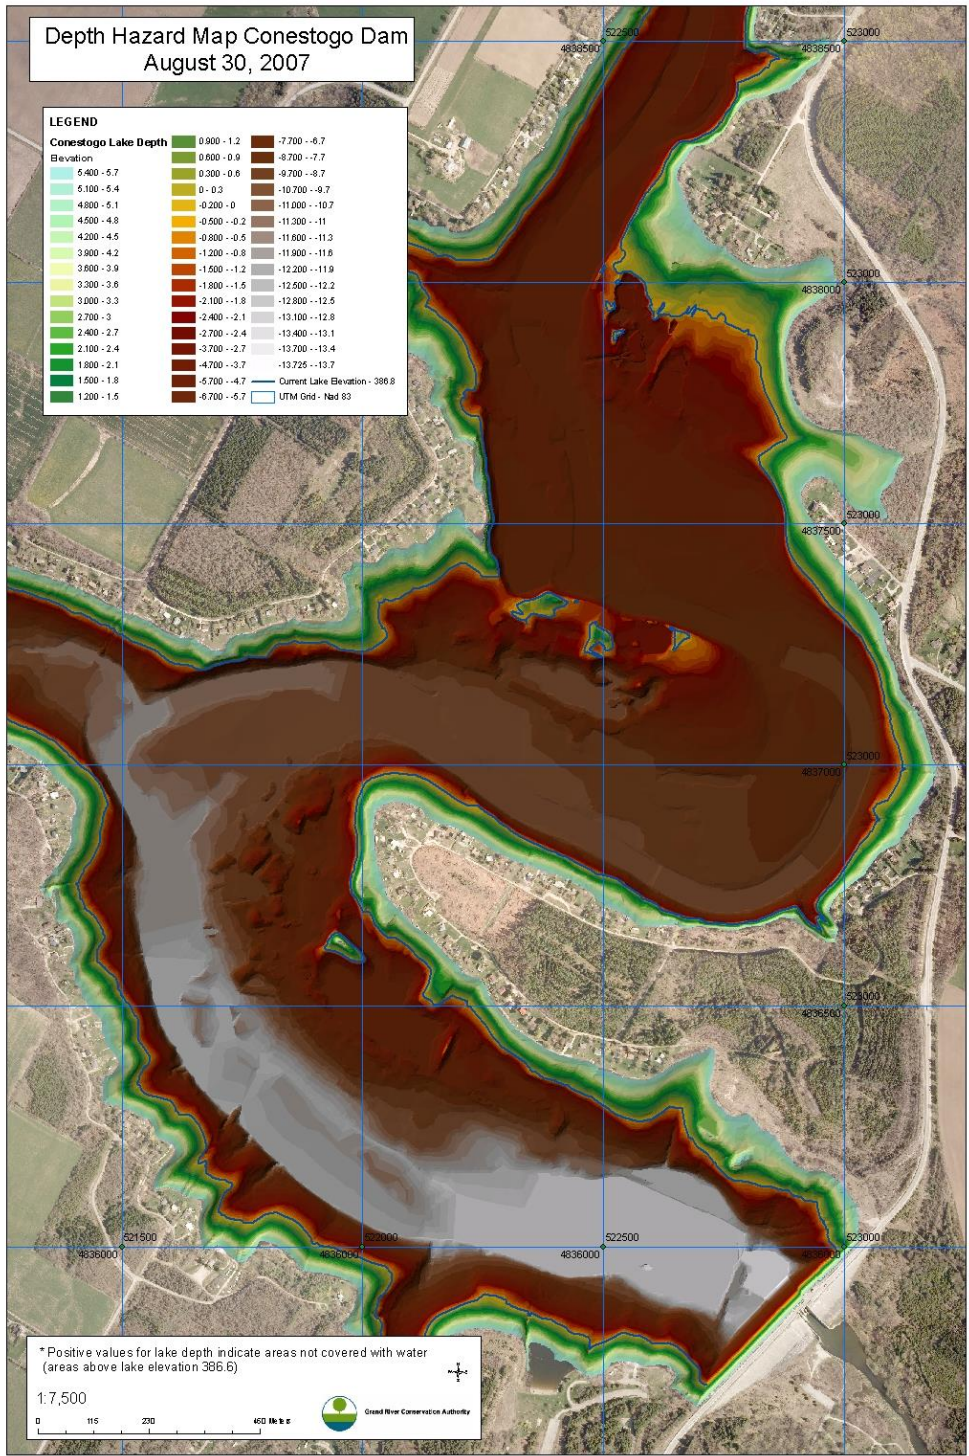 Depth Hazard Map Conestogo Dam
August 30, 2007
LEGEND
Conestogo Lake Depth
Elevation
5.400 - 5.7
5.100 - 5.4
4.800 - 5.1
4.500 - 4.8
4.200 - 4.5
3.900 - 4.2
3.600 - 3.9
3.300 - 3.6
3.000 - 3.3
2.700 - 3
2.400 - 2.7
2.100 - 2.4
1.800 - 2.1
1.500 - 1.8
1.200 - 1.5
0.900 - 1.2
0.600 - 0.9
0.300 - 0.6
0 - 0.3
-0.200 - 0
-0.500 - -0.2
-0.800 - -0.5
-1.200 - -0.8
-1.500 - -1.2
-1.800 - -1.5
-2.100 - -1.8
-2.400 - -2.1
-2.700 - -2.4
-3.700 - -2.7
-4.700 - -3.7
-5.700 - -4.7
-6.700 - -5.7
-7.700 - -6.7
-8.700 - -7.7
-9.700 - -8.7
-10.700 - -9.7
-11.000 - -10.7
-11.300 - -11
-11.600 - -11.3
-11.900 - -11.6
-12.200 - -11.9
-12.500 - -12.2
-12.800 - -12.5
-13.100 - -12.8
-13.400 - -13.1
-13.700 - -13.4
-13.725 - -13.7
Current Lake Elevation - 386.8
UTM Grid - Nad 83
522500
4838500
523000
4838500
523000
4838000
523000
4837500
523000
4837000
523000
4836500
521500
4836000
522000
4836000
522500
4836000
523000
4836000
* Positive values for lake depth indicate areas not covered with water
(areas above lake elevation 386.6)
1:7,500
0 115 230 460 Meters
Grand River Conservation Authority